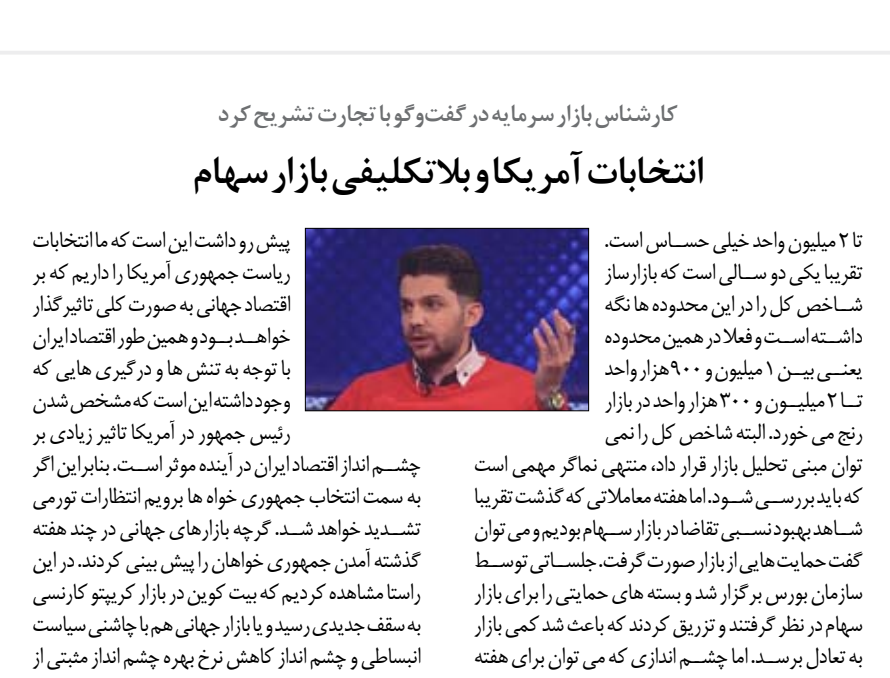 کارشناس بازار سرمایه در گفت‌وگو با تجارت تشریح کرد
انتخابات آمریکا و بلاتکلیفی بازار سهام
تا ۲ میلیون واحد خیلی حساس است.
تقریبا یکی دو سالی است که بازارساز
شاخص کل را در این محدوده ها نگه
داشته است و فعلا در همین محدوده
یعنی بین ۱ میلیون و ۹۰۰ هزار واحد
تا ۲ میلیون و ۳۰۰ هزار واحد در بازار
رنج می خورد. البته شاخص کل را نمی
توان مبنی تحلیل بازار قرار داد، منتهی نماگر مهمی است
که باید بررسی شود. اما هفته معاملاتی که گذشت تقریبا
شاهد بهبود نسبی تقاضا در بازار سهام بودیم و می توان
گفت حمایت هایی از بازار صورت گرفت. جلساتی توسط
سازمان بورس برگزار شد و بسته های حمایتی را برای بازار
سهام در نظر گرفتند و تزریق کردند که باعث شد کمی بازار
به تعادل برسد. اما چشم اندازی که می توان برای هفته
پیش رو داشت این است که ما انتخابات
ریاست جمهوری آمریکا را داریم که بر
اقتصاد جهانی به صورت کلی تاثیر گذار
خواهد بود و همین طور اقتصاد ایران
با توجه به تنش ها و درگیری هایی که
وجود داشته این است که مشخص شدن
رئیس جمهور در آمریکا تاثیر زیادی بر
چشم انداز اقتصاد ایران در آینده موثر است. بنابراین اگر
به سمت انتخاب جمهوری خواه ها برویم انتظارات تورمی
تشدید خواهد شد. گرچه بازارهای جهانی در چند هفته
گذشته آمدن جمهوری خواهان را پیش بینی کردند. در این
راستا مشاهده کردیم که بیت کوین در بازار کریپتو کارنسی
به سقف جدیدی رسید و یا بازار جهانی هم با چاشنی سیاست
انبساطی و چشم انداز کاهش نرخ بهره چشم انداز مثبتی از